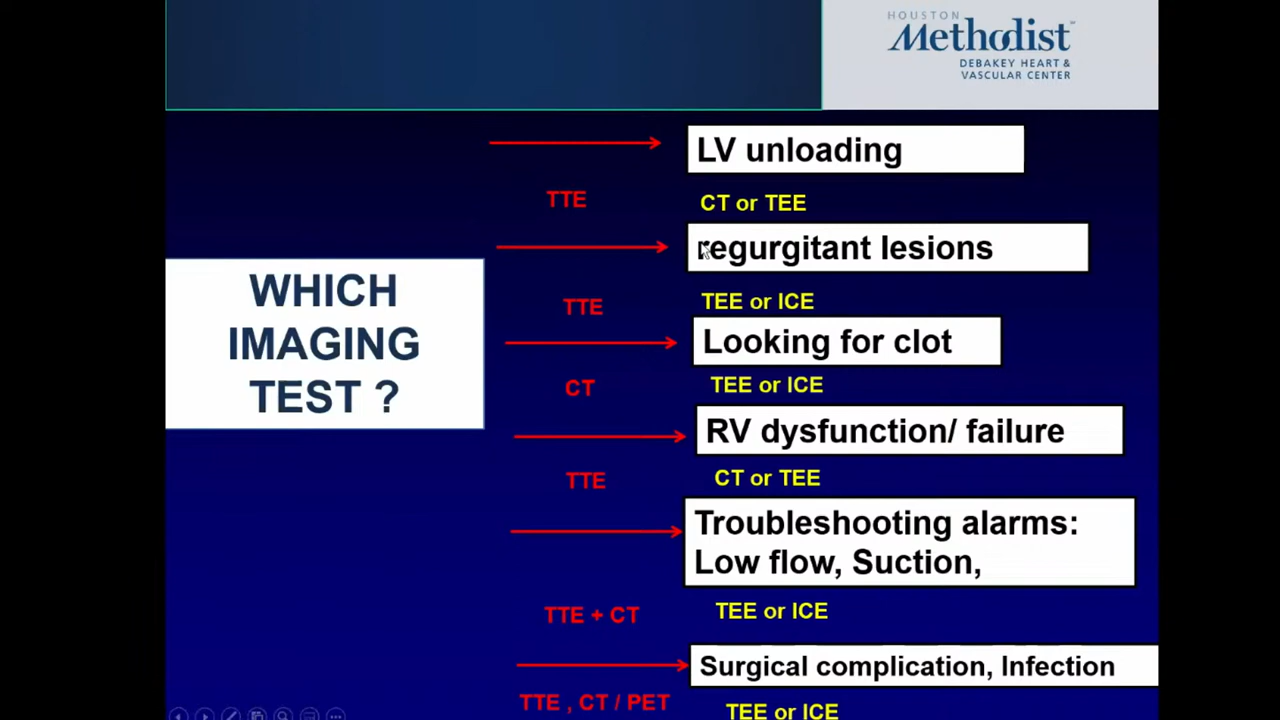 HOUSTON
Methodist
DEBAKEY HEART &
VASCULAR CENTER
WHICH
IMAGING
TEST ?
LV unloading
TTE
CT or TEE
regurgitant lesions
TTE
TEE or ICE
Looking for clot
CT
TEE or ICE
RV dysfunction/ failure
TTE
CT or TEE
Troubleshooting alarms:
Low flow, Suction,
TTE + CT
TEE or ICE
Surgical complication, Infection
TTE , CT / PET
TEE or ICE